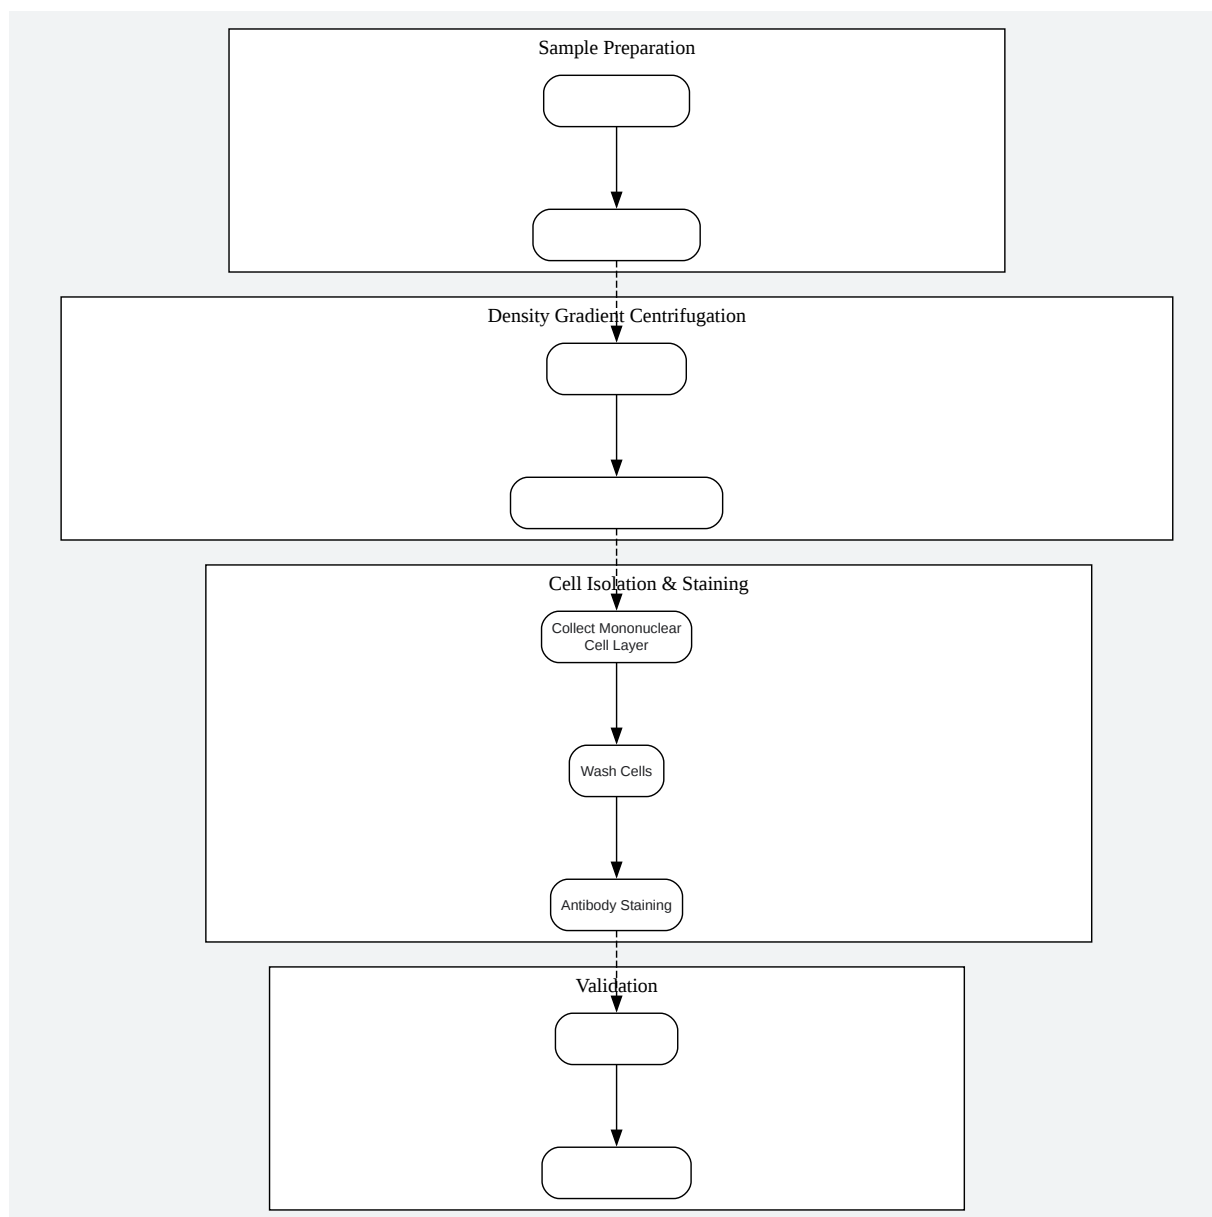 Sample Preparation
Density Gradient Centrifugation
Cell Isolation & Staining
Collect Mononuclear
Cell Layer
Wash Cells
Antibody Staining
Validation